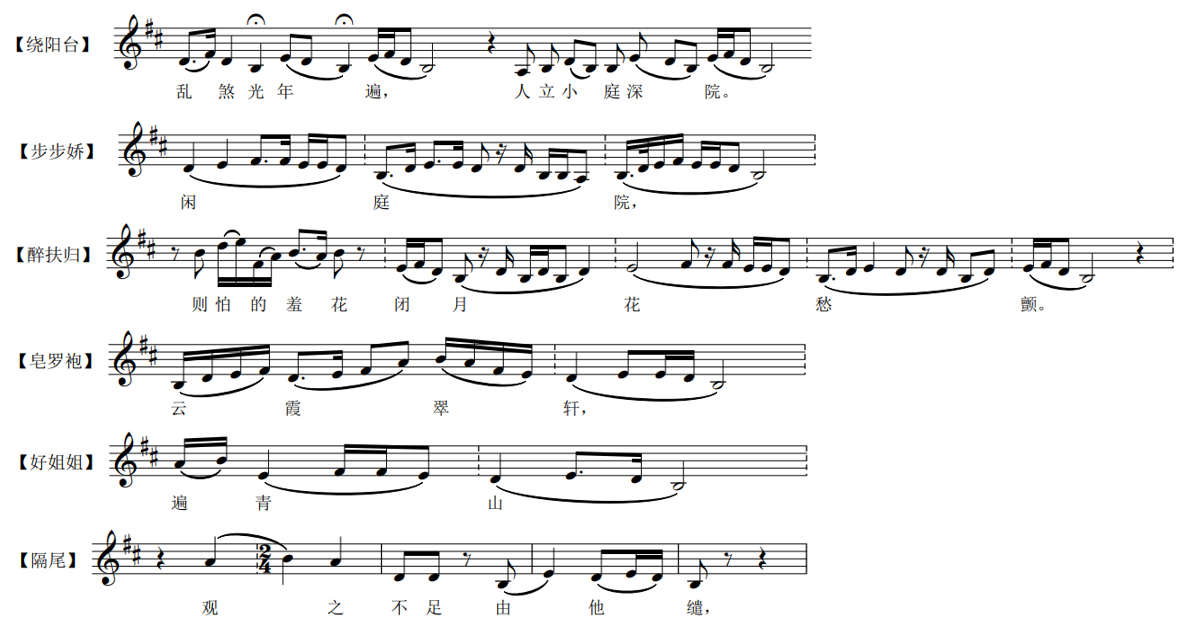 【绕阳台】
乱 煞 光 年 遍， 人 立 小 庭 深 院。
【步步娇】
闲 庭 院，
【醉扶归】
则 怕 的 羞 花 闭 月 花 愁 颤。
【皂罗袍】
云 霞 翠 轩，
【好姐姐】
遍 青 山
【隔尾】
2
4
观 之 不 足 由 他 缱，